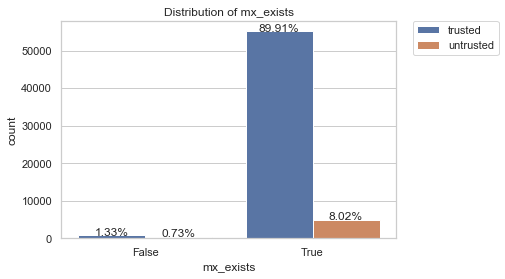 Distribution of mx_exists
89.91%
8.02%
1.33%
0.73%
50000
40000
30000
20000
10000
0
count
False
True
mx_exists
trusted
untrusted